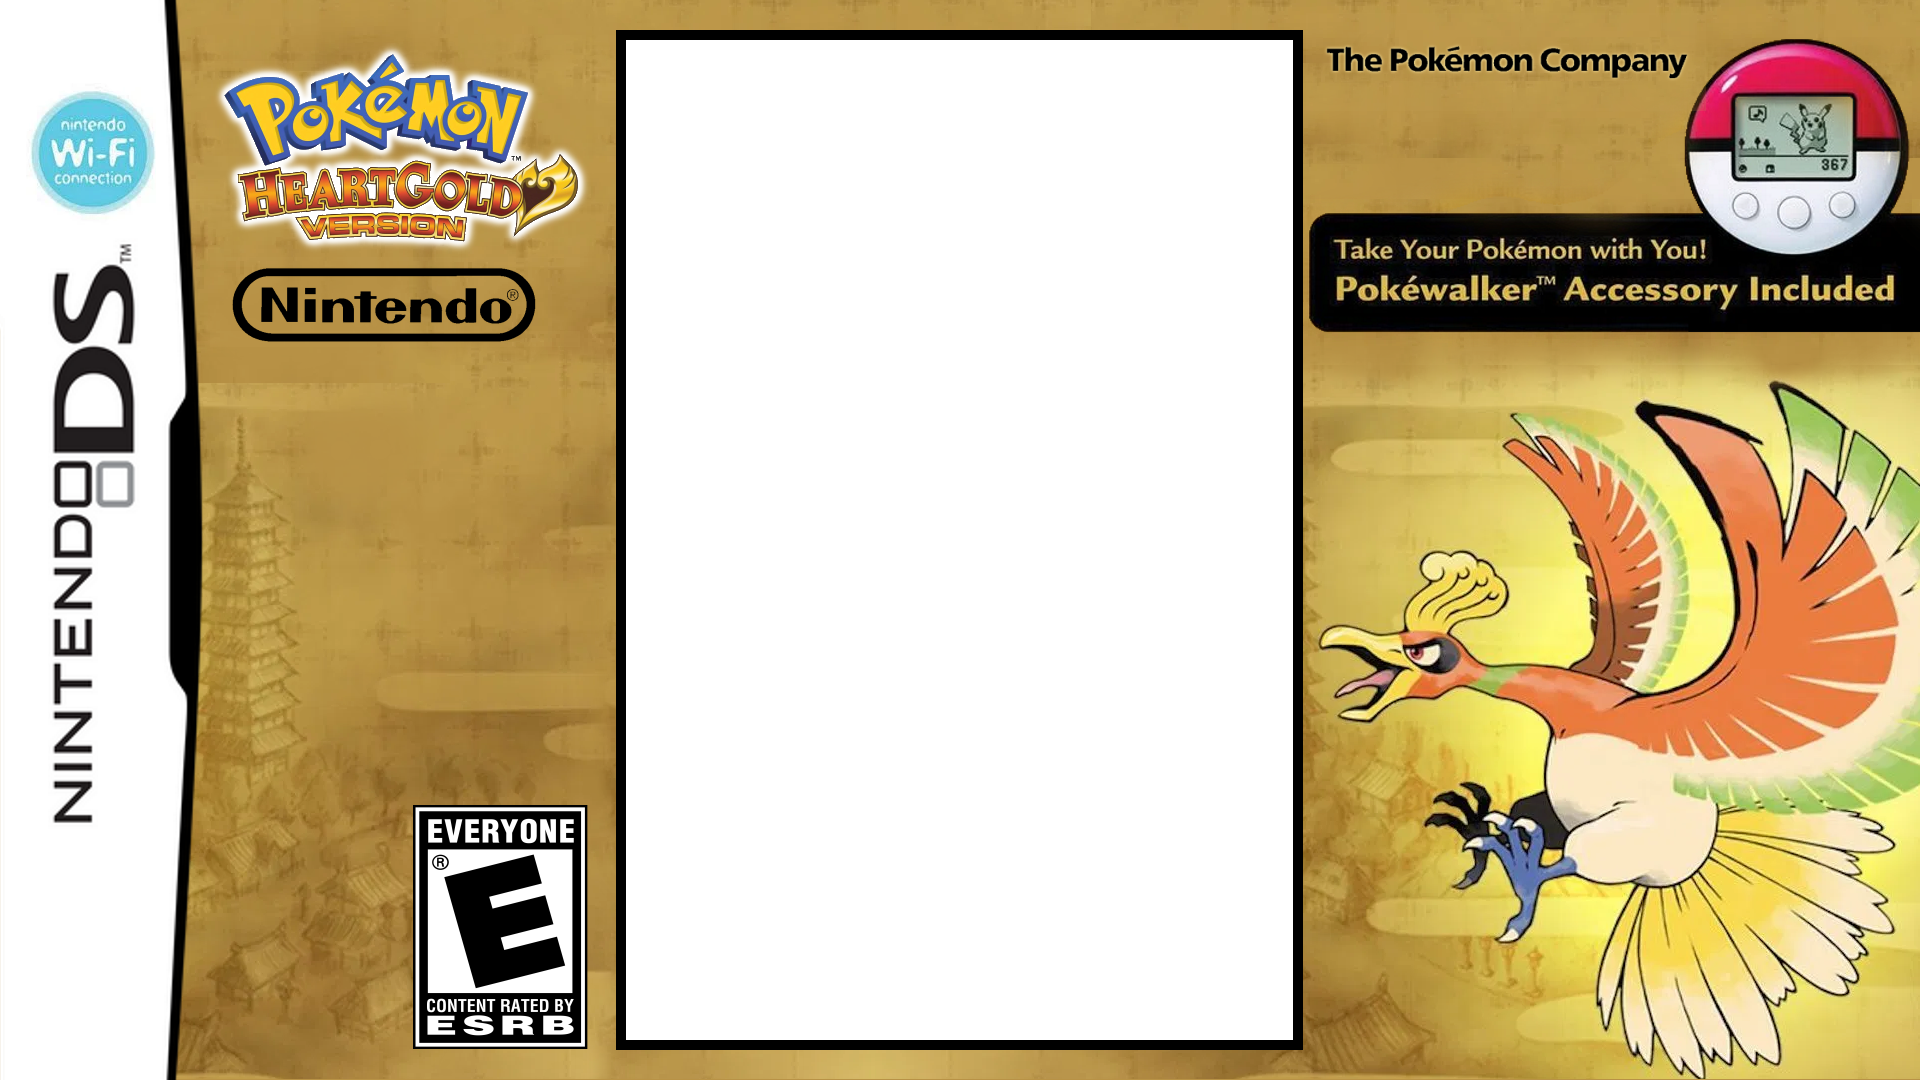 nintendo
Wi-Fi
connection
NINTENDO DS™
POKéMON™
HEARTGOLD
VERSION
Nintendo®
EVERYONE
®
E
CONTENT RATED BY
ESRB
The Pokémon Company
367
Take Your Pokémon with You!
Pokéwalker™ Accessory Included